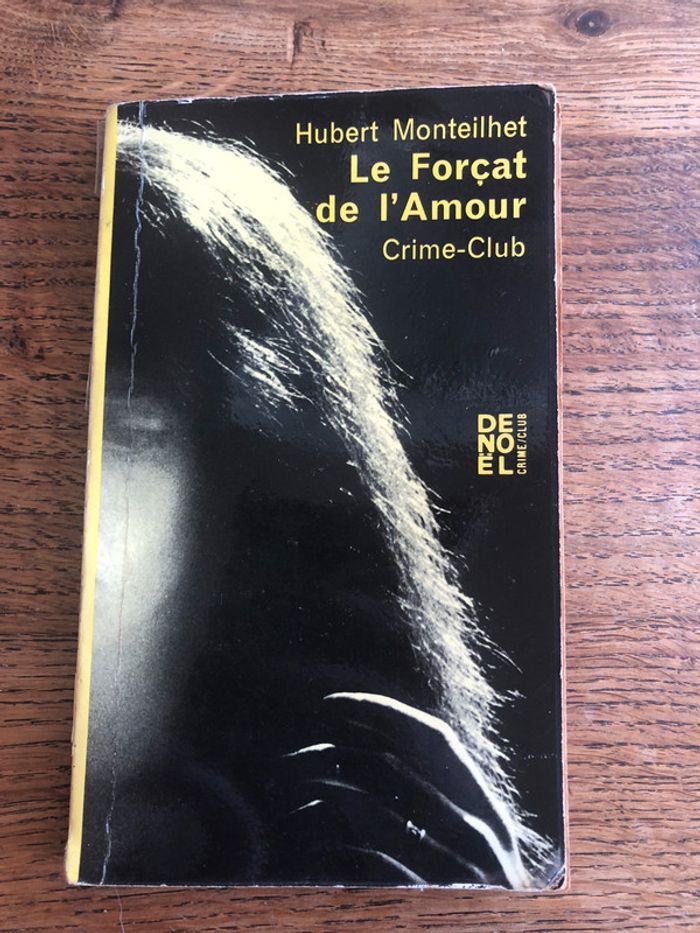 Hubert Monteilhet
Le Forçat
de l'Amour
Crime-Club
DE
NO
ËL
CRIME/CLUB